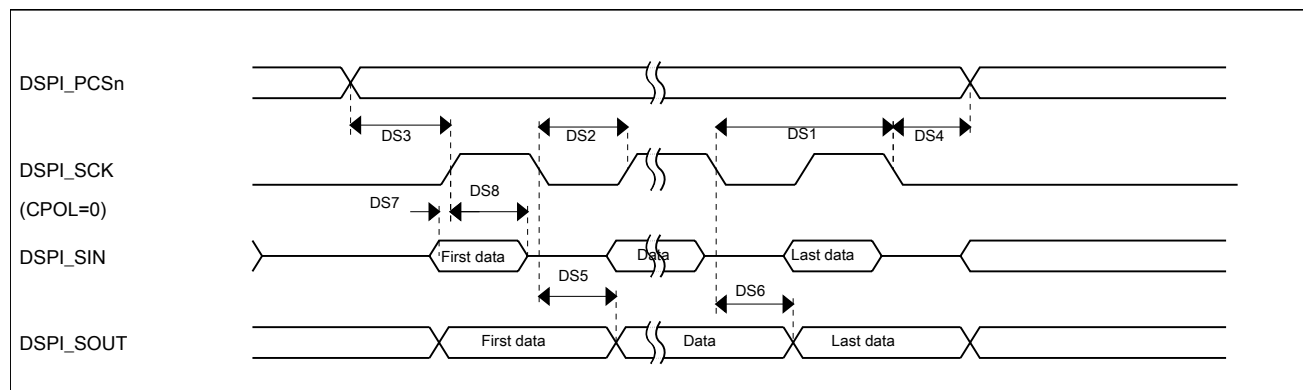 DSPI_PCSn
DS3
DS2
DS1
DS4
DSPI_SCK
(CPOL=0)
DS7
DS8
DSPI_SIN
First data
Data
Last data
DS5
DS6
DSPI_SOUT
First data
Data
Last data